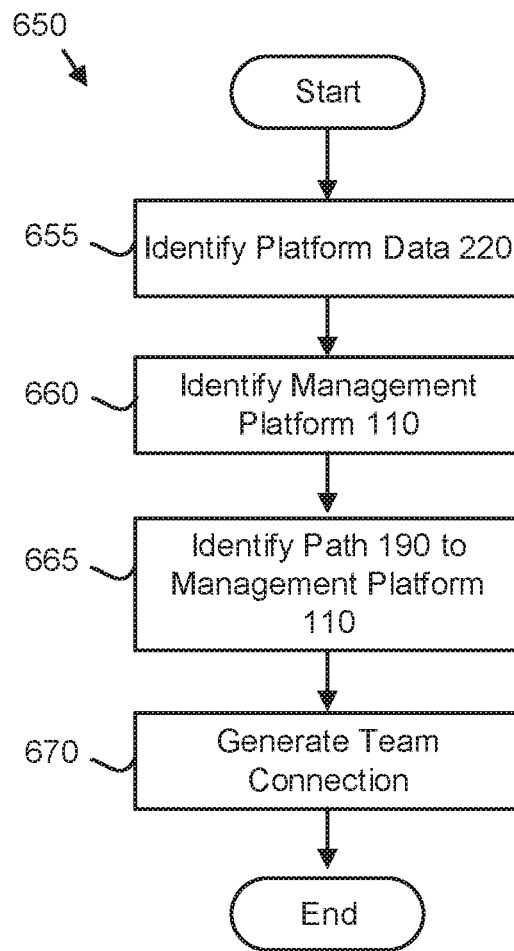 650
Start
655
Identify Platform Data 220
660
Identify Management
Platform 110
665
Identify Path 190 to
Management Platform
110
670
Generate Team
Connection
End